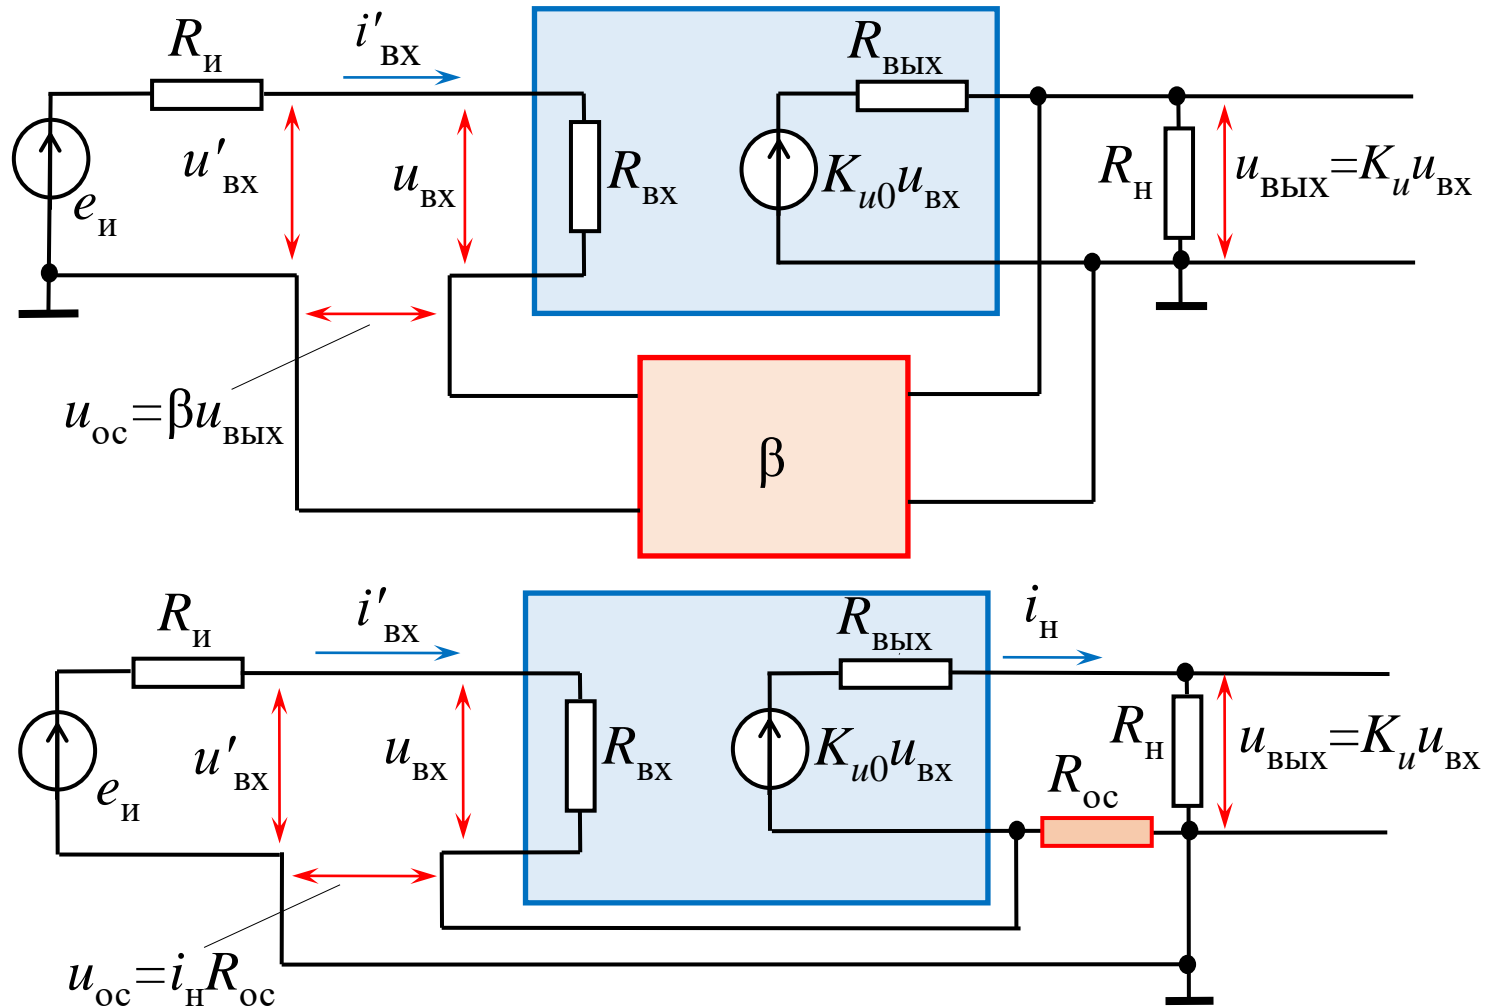 Rи
i′вх
Rвых
u′вх
uвх
Rвх
Ku0uвх
Rн
uвых=Kuuвх
eи
uос=βuвых
β
Rи
i′вх
Rвых
iн
u′вх
uвх
Rвх
Ku0uвх
Rн
uвых=Kuuвх
eи
Rос
uос=iнRос